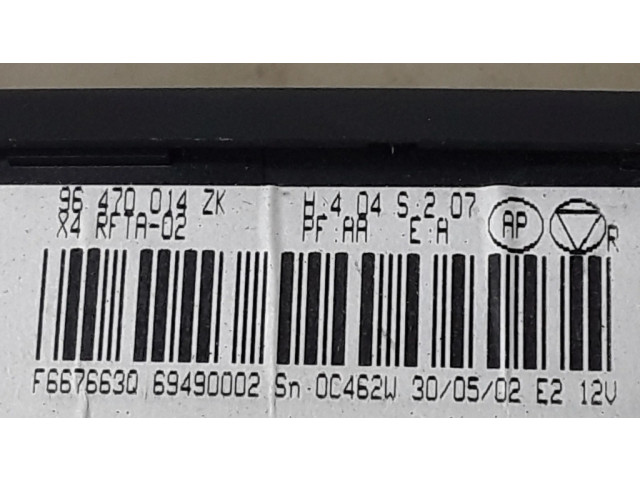 96 470 014 ZK H.4.04 S.2.07
X4 RFTA-02 PF.AA E.A AP R
F667663Q 69490002 Sn 0C462W 30/05/02 E2 12V